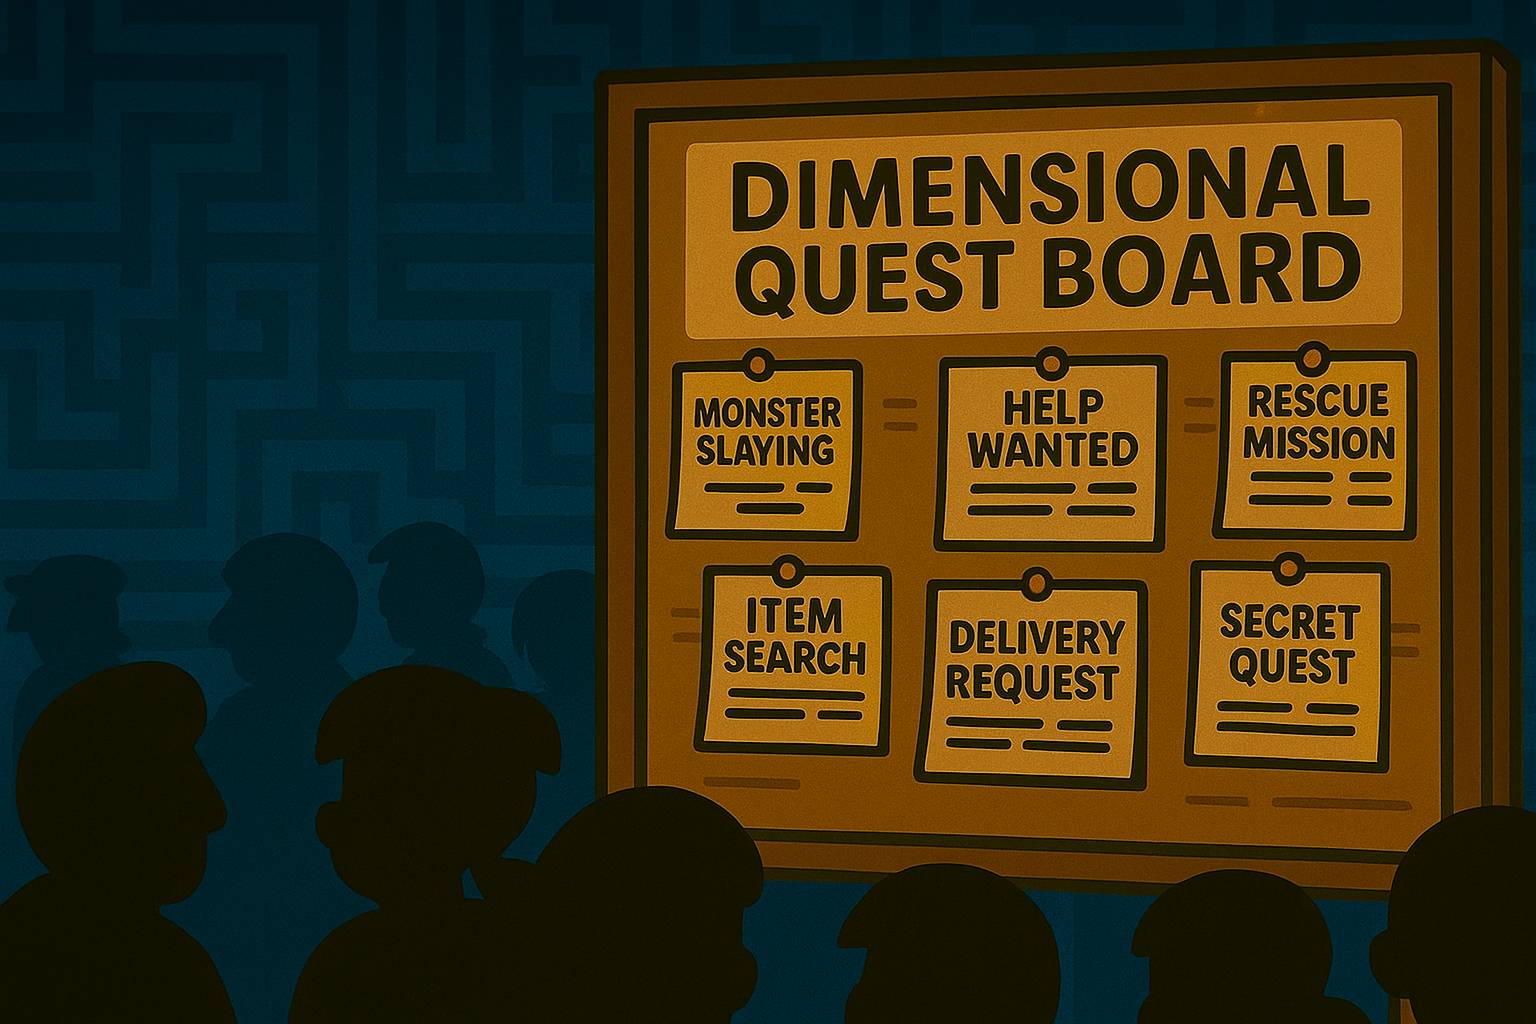 DIMENSIONAL
QUEST BOARD
MONSTER
SLAYING
HELP
WANTED
RESCUE
MISSION
ITEM
SEARCH
DELIVERY
REQUEST
SECRET
QUEST